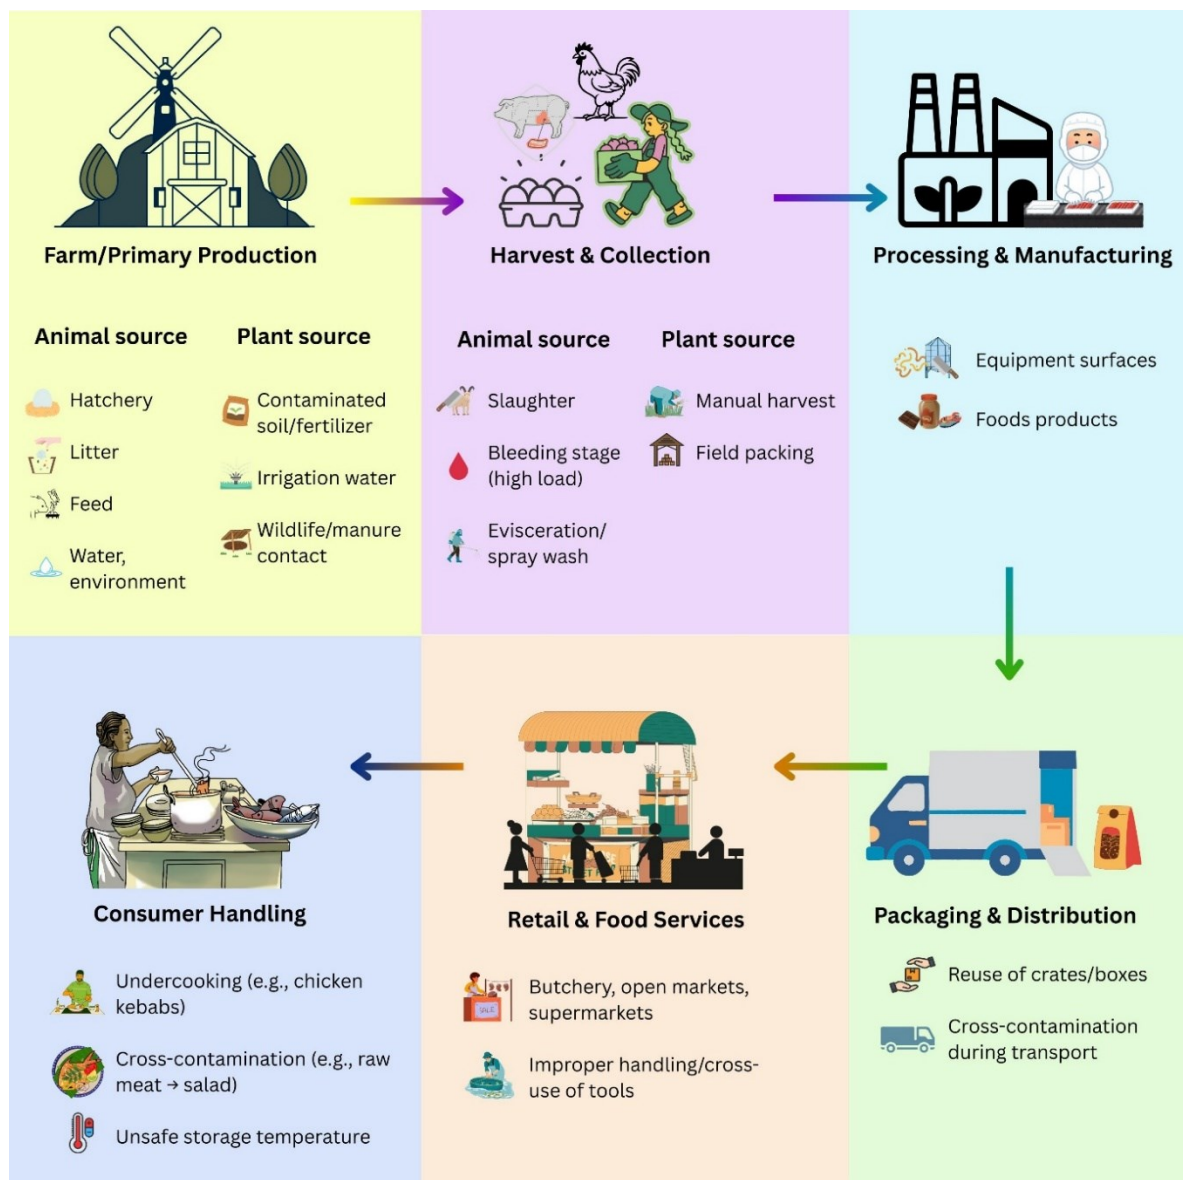 Farm/Primary Production
Animal source
Plant source
Hatchery
Litter
Feed
Water,
environment
Contaminated
soil/fertilizer
Irrigation water
Wildlife/manure
contact
Harvest & Collection
Animal source
Plant source
Slaughter
Bleeding stage
(high load)
Evisceration/
spray wash
Manual harvest
Field packing
Processing & Manufacturing
Equipment surfaces
Foods products
Packaging & Distribution
Reuse of crates/boxes
Cross-contamination
during transport
Retail & Food Services
Butchery, open markets,
supermarkets
SALE
Improper handling/cross-
use of tools
Consumer Handling
Undercooking (e.g., chicken
kebabs)
Cross-contamination (e.g., raw
meat → salad)
Unsafe storage temperature